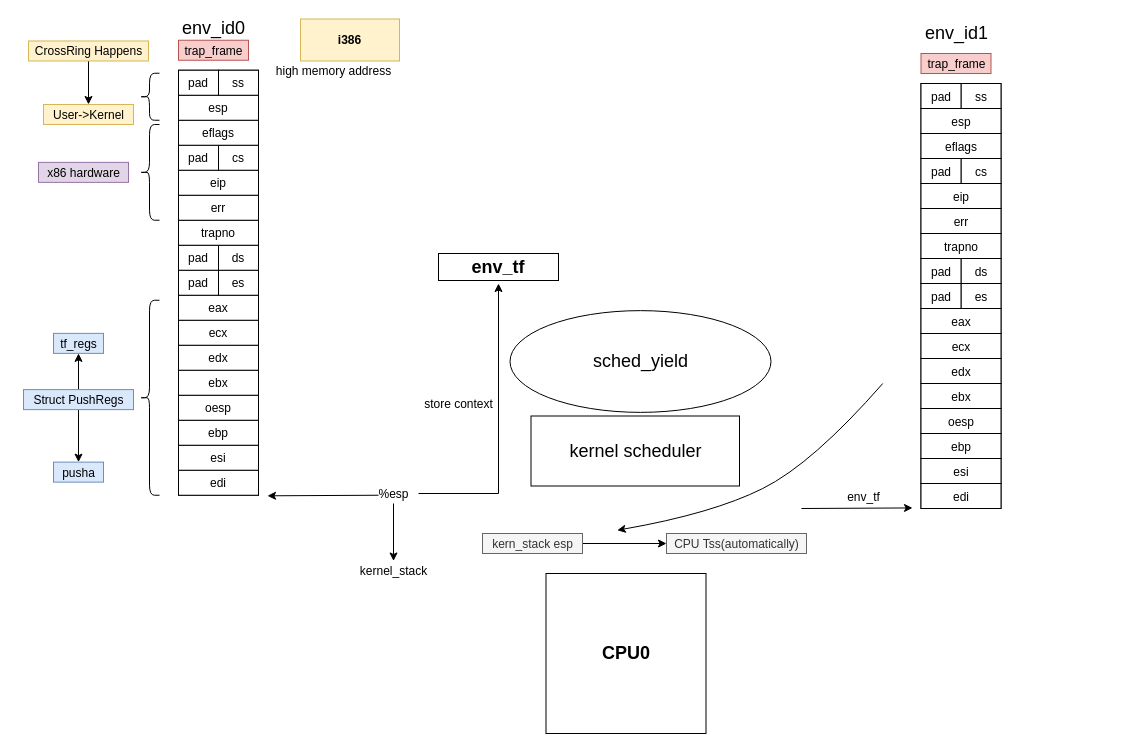 env_id0
trap_frame
i386
high memory address
CrossRing Happens
User->Kernel
x86 hardware
pad ss
esp
eflags
pad cs
eip
err
trapno
pad ds
pad es
eax
ecx
edx
ebx
oesp
ebp
esi
edi
tf_regs
Struct PushRegs
pusha
env_tf
sched_yield
store context
kernel scheduler
%esp
kernel_stack
kern_stack esp
CPU Tss(automatically)
CPU0
env_id1
trap_frame
pad ss
esp
eflags
pad cs
eip
err
trapno
pad ds
pad es
eax
ecx
edx
ebx
oesp
ebp
esi
edi
env_tf